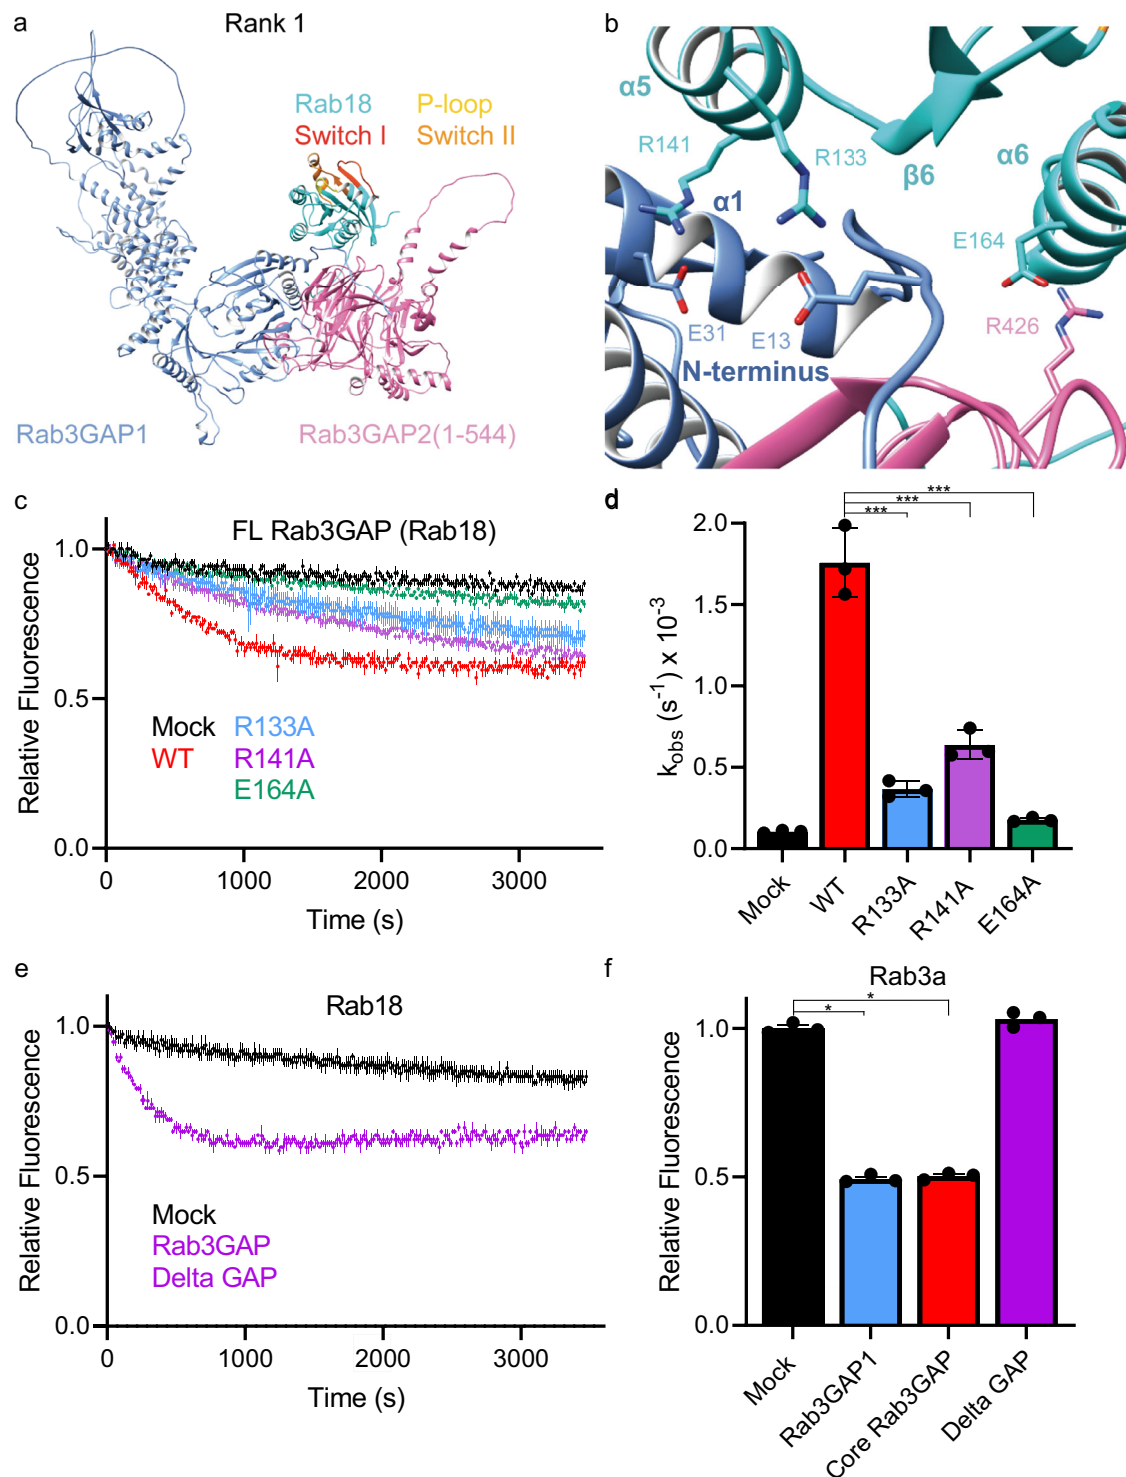 a
Rank 1
Rab18 P-loop
Switch I Switch II
Rab3GAP1
Rab3GAP2(1-544)
b
α5
R141
R133
α1
β6
α6
E164
E31
E13
R426
N-terminus
c
FL Rab3GAP (Rab18)
Relative Fluorescence
1.0
0.5
0.0
Mock R133A
WT R141A
E164A
0 1000 2000 3000
Time (s)
d
***
***
***
kobs (s-1) x 10-3
2.0
1.5
1.0
0.5
0.0
Mock
WT
R133A
R141A
E164A
e
Rab18
Relative Fluorescence
1.0
0.5
0.0
Mock
Rab3GAP
Delta GAP
0 1000 2000 3000
Time (s)
f
Rab3a
*
*
Relative Fluorescence
1.0
0.5
0.0
Mock
Rab3GAP1
Core Rab3GAP
Delta GAP